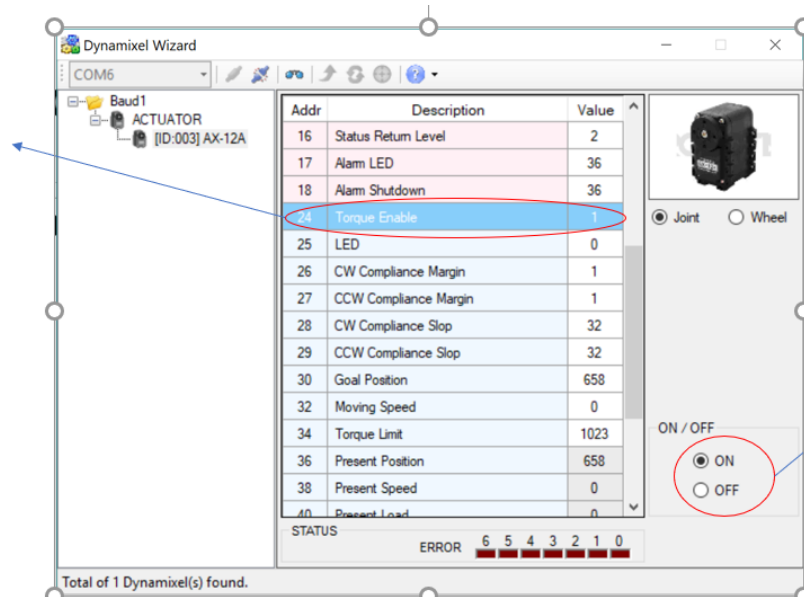 Dynamixel Wizard
COM6
Baud1
ACTUATOR
[ID:003] AX-12A
Addr Description Value
16 Status Return Level 2
17 Alarm LED 36
18 Alarm Shutdown 36
24 Torque Enable 1
25 LED 0
26 CW Compliance Margin 1
27 CCW Compliance Margin 1
28 CW Compliance Slop 32
29 CCW Compliance Slop 32
30 Goal Position 658
32 Moving Speed 0
34 Torque Limit 1023
36 Present Position 658
38 Present Speed 0
40 Present Load 0
Joint Wheel
ON / OFF
ON
OFF
STATUS
ERROR 6 5 4 3 2 1 0
Total of 1 Dynamixel(s) found.